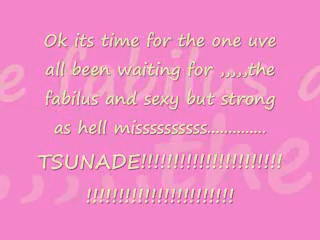 Ok its time for the one uve
all been waiting for ,,,,,the
fabilus and sexy but strong
as hell misssssssssss..............
TSUNADE!!!!!!!!!!!!!!!!!!!!!!
!!!!!!!!!!!!!!!!!!!!!!!